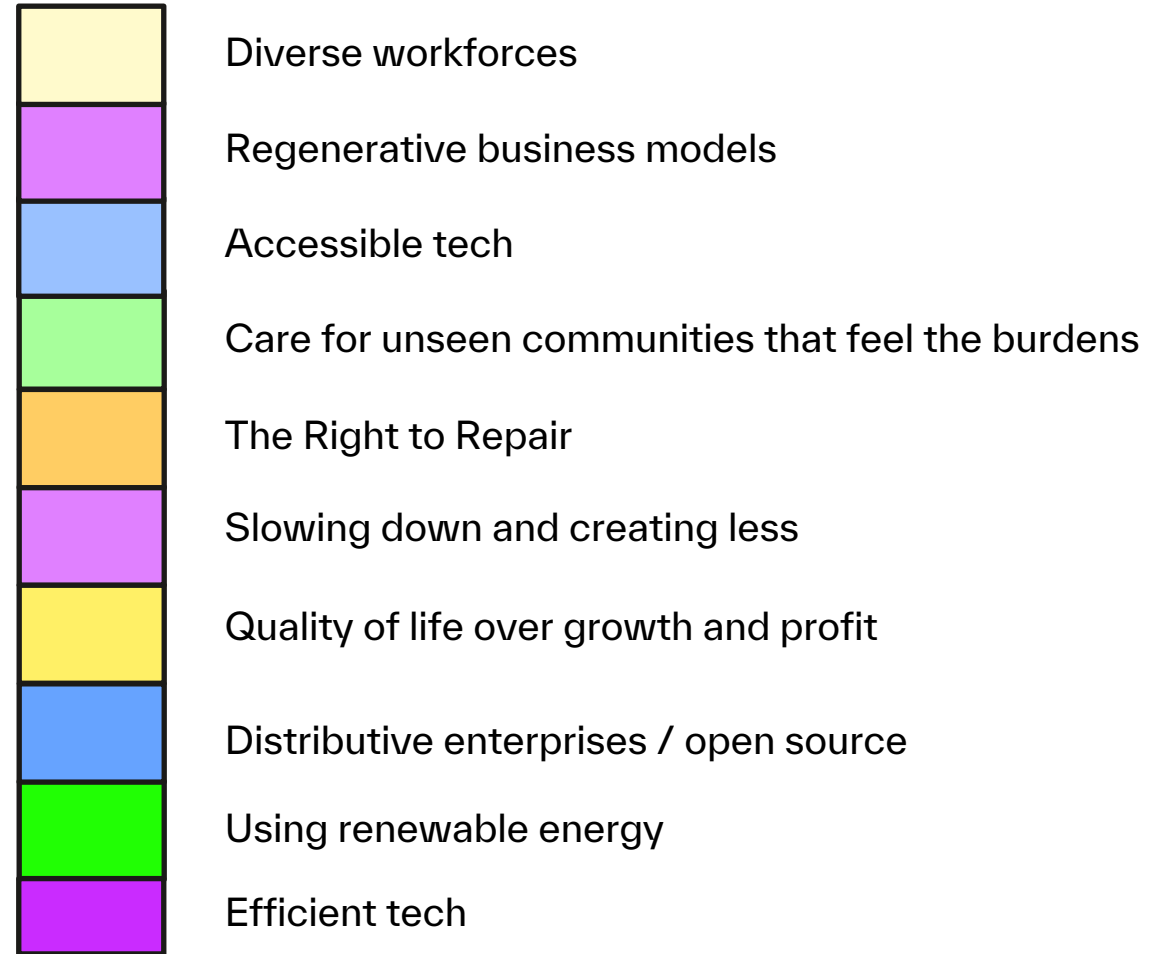 Diverse workforces
Regenerative business models
Accessible tech
Care for unseen communities that feel the burdens
The Right to Repair
Slowing down and creating less
Quality of life over growth and profit
Distributive enterprises / open source
Using renewable energy
Efficient tech